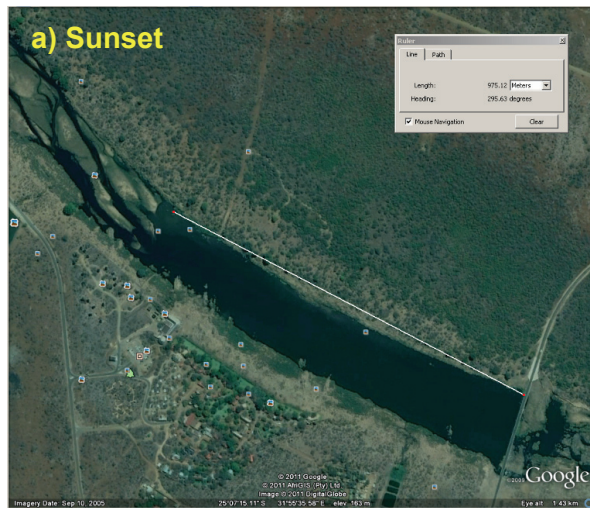 a) Sunset
Ruler
Line Path
Length: 975.12 Meters
Heading: 295.63 degrees
Mouse Navigation Clear
© 2011 Google
© 2011 AfriGIS (Pty) Ltd
Image © 2011 DigitalGlobe
Google
Imagery Date: Sep 10, 2005 25°07'15.11" S 31°55'35.58" E elev 163 m Eye alt 1.43 km